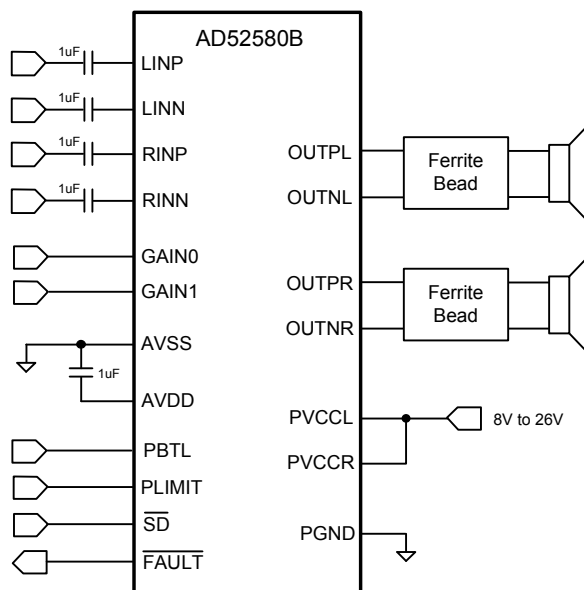 AD52580B
1uF
LINP
1uF
LINN
1uF
RINP
1uF
RINN
GAIN0
GAIN1
AVSS
1uF
AVDD
PBTL
PLIMIT
SD
FAULT
OUTPL
OUTNL
Ferrite
Bead
OUTPR
OUTNR
Ferrite
Bead
PVCCL
8V to 26V
PVCCR
PGND